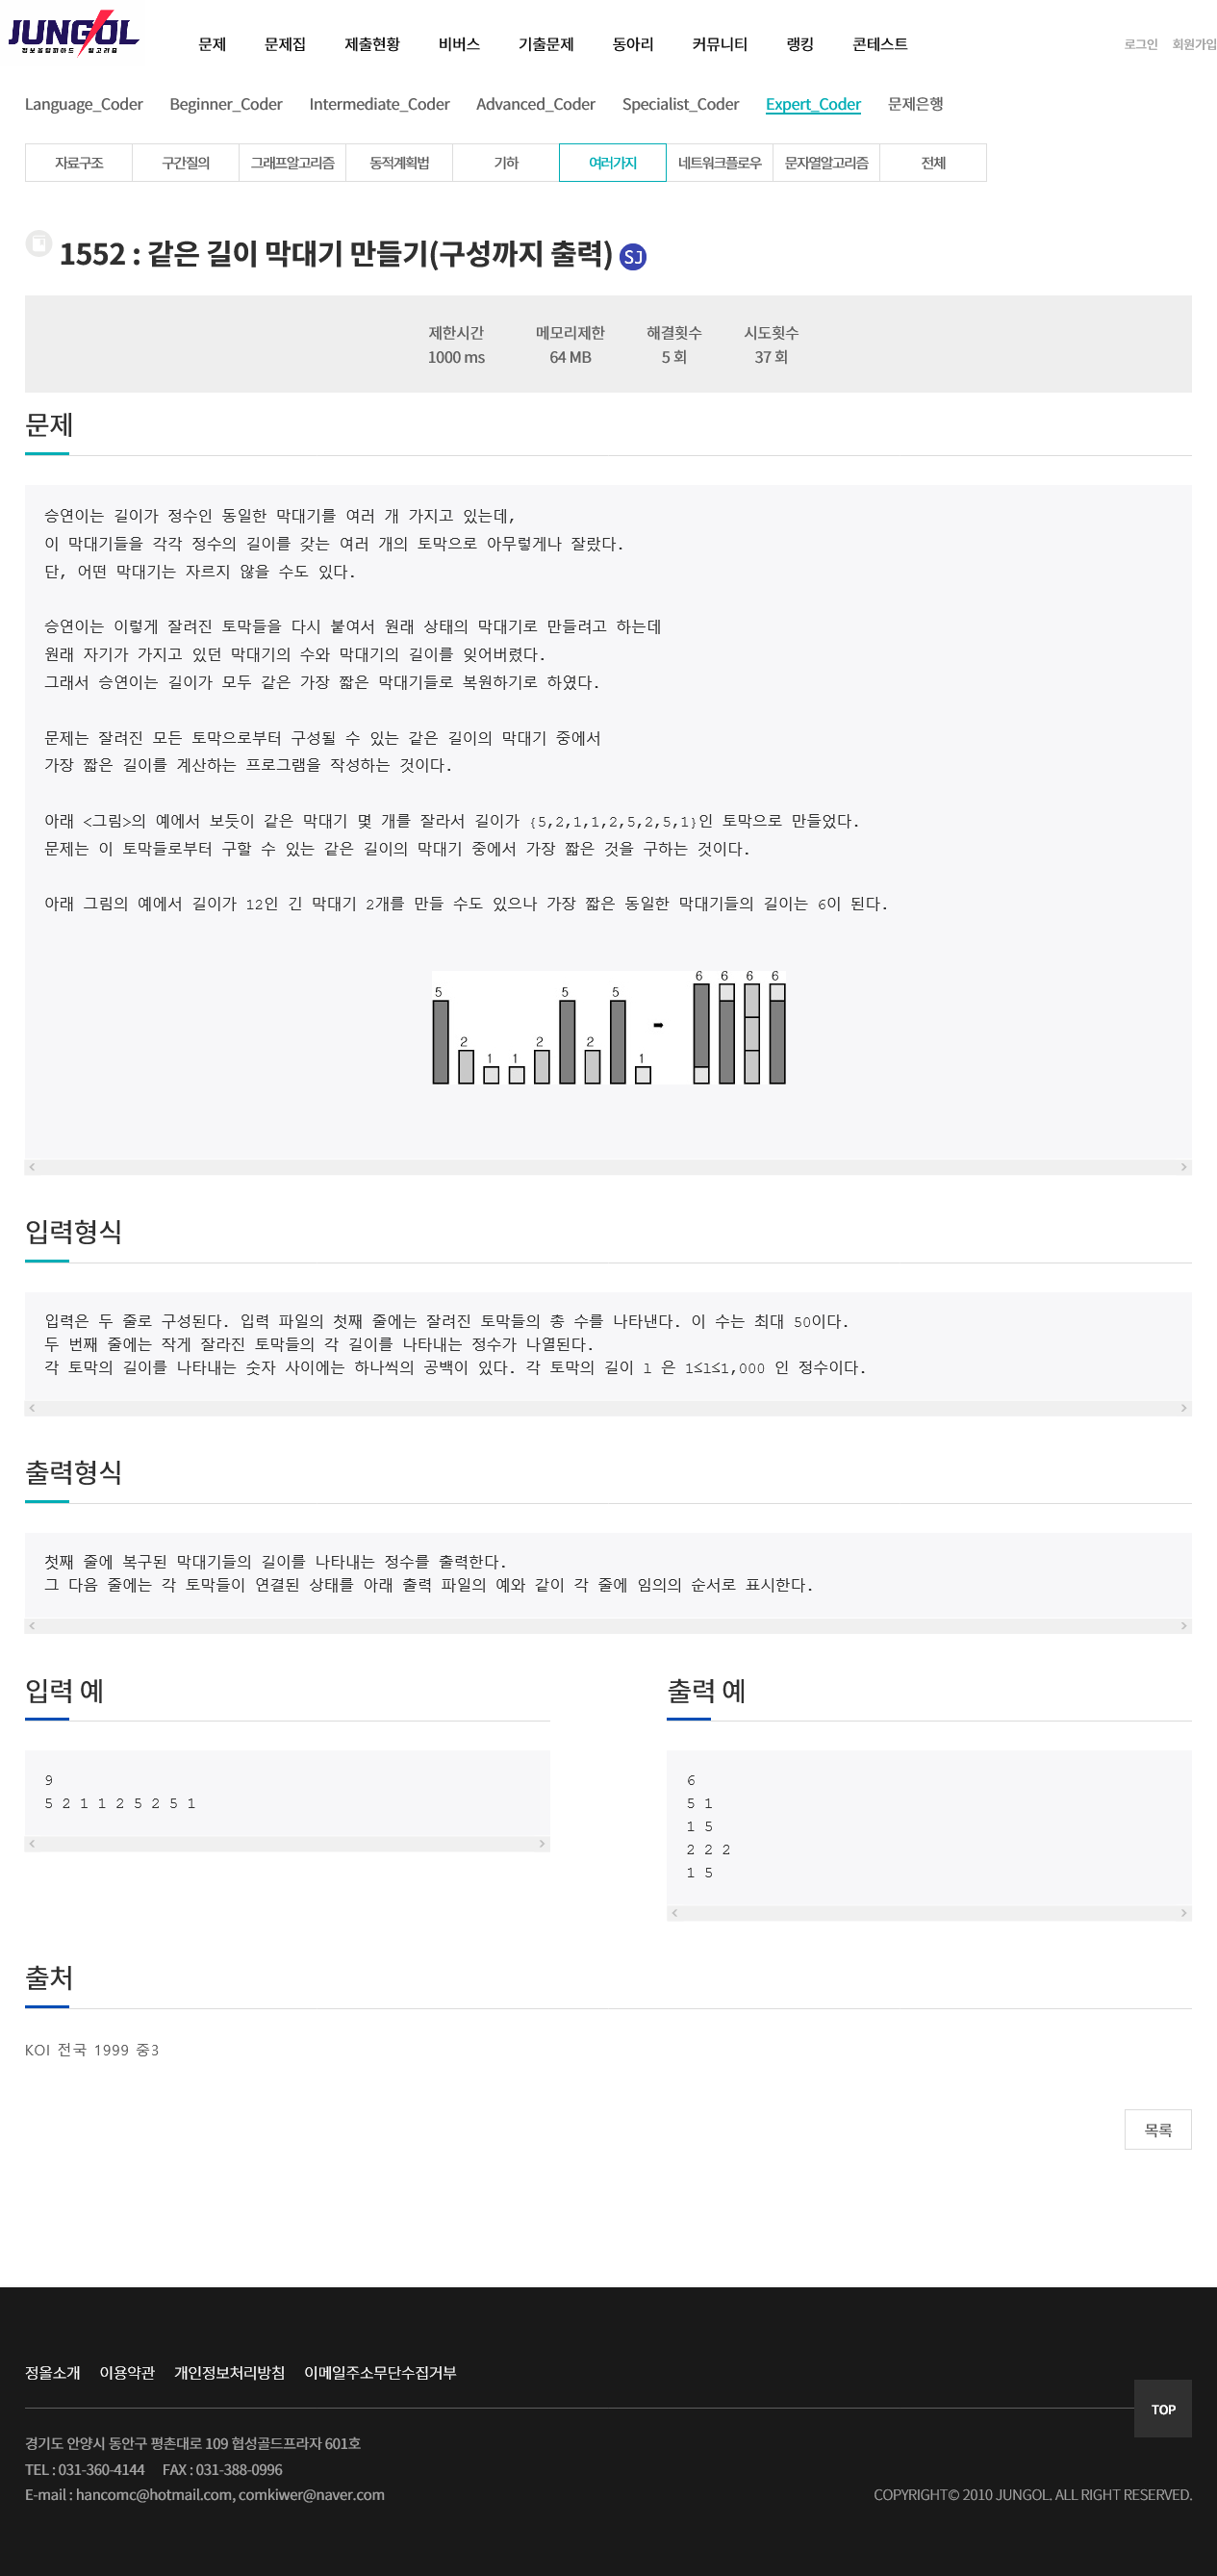 JUNGOL
정보올림피아드 알고리즘
문제 문제집 제출현황 비버스 기출문제 동아리 커뮤니티 랭킹 콘테스트 로그인 회원가입
Language_Coder Beginner_Coder Intermediate_Coder Advanced_Coder Specialist_Coder Expert_Coder 문제은행
자료구조 구간질의 그래프알고리즘 동적계획법 기하 여러가지 네트워크플로우 문자열알고리즘 전체
1552 : 같은 길이 막대기 만들기(구성까지 출력) SJ
제한시간 메모리제한 해결횟수 시도횟수
1000 ms 64 MB 5 회 37 회
문제
승연이는 길이가 정수인 동일한 막대기를 여러 개 가지고 있는데,
이 막대기들을 각각 정수의 길이를 갖는 여러 개의 토막으로 아무렇게나 잘랐다.
단, 어떤 막대기는 자르지 않을 수도 있다.
승연이는 이렇게 잘려진 토막들을 다시 붙여서 원래 상태의 막대기로 만들려고 하는데
원래 자기가 가지고 있던 막대기의 수와 막대기의 길이를 잊어버렸다.
그래서 승연이는 길이가 모두 같은 가장 짧은 막대기들로 복원하기로 하였다.
문제는 잘려진 모든 토막으로부터 구성될 수 있는 같은 길이의 막대기 중에서
가장 짧은 길이를 계산하는 프로그램을 작성하는 것이다.
아래 <그림>의 예에서 보듯이 같은 막대기 몇 개를 잘라서 길이가 {5,2,1,1,2,5,2,5,1}인 토막으로 만들었다.
문제는 이 토막들로부터 구할 수 있는 같은 길이의 막대기 중에서 가장 짧은 것을 구하는 것이다.
아래 그림의 예에서 길이가 12인 긴 막대기 2개를 만들 수도 있으나 가장 짧은 동일한 막대기들의 길이는 6이 된다.
5 2 1 1 2 5 2 5 1 ➡ 6 6 6 6
입력형식
입력은 두 줄로 구성된다. 입력 파일의 첫째 줄에는 잘려진 토막들의 총 수를 나타낸다. 이 수는 최대 50이다.
두 번째 줄에는 작게 잘라진 토막들의 각 길이를 나타내는 정수가 나열된다.
각 토막의 길이를 나타내는 숫자 사이에는 하나씩의 공백이 있다. 각 토막의 길이 l 은 1≤l≤1,000 인 정수이다.
출력형식
첫째 줄에 복구된 막대기들의 길이를 나타내는 정수를 출력한다.
그 다음 줄에는 각 토막들이 연결된 상태를 아래 출력 파일의 예와 같이 각 줄에 임의의 순서로 표시한다.
입력 예
9
5 2 1 1 2 5 2 5 1
출력 예
6
5 1
1 5
2 2 2
1 5
출처
KOI 전국 1999 중3
목록
정올소개 이용약관 개인정보처리방침 이메일주소무단수집거부
TOP
경기도 안양시 동안구 평촌대로 109 협성골드프라자 601호
TEL : 031-360-4144 FAX : 031-388-0996
E-mail : hancomc@hotmail.com, comkiwer@naver.com
COPYRIGHT© 2010 JUNGOL. ALL RIGHT RESERVED.